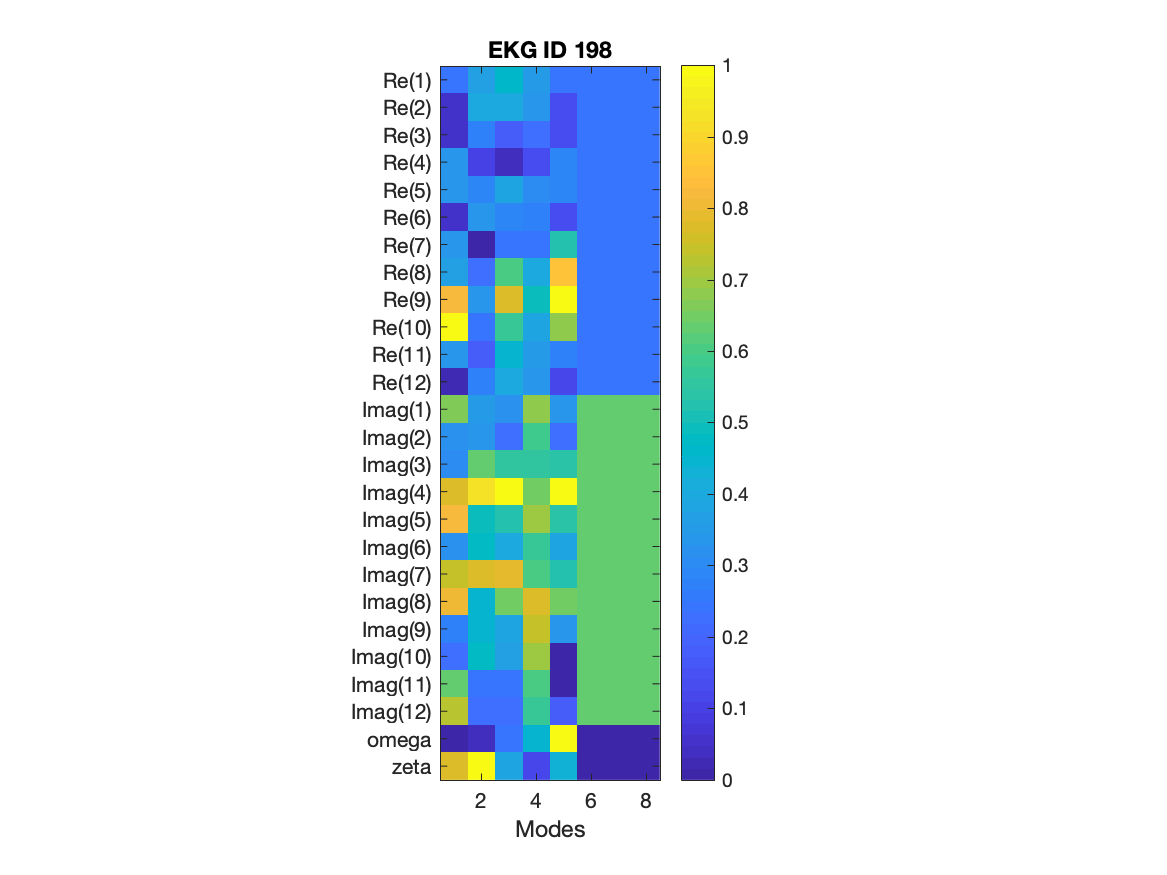 EKG ID 198
Re(1)
Re(2)
Re(3)
Re(4)
Re(5)
Re(6)
Re(7)
Re(8)
Re(9)
Re(10)
Re(11)
Re(12)
Imag(1)
Imag(2)
Imag(3)
Imag(4)
Imag(5)
Imag(6)
Imag(7)
Imag(8)
Imag(9)
Imag(10)
Imag(11)
Imag(12)
omega
zeta
2 4 6 8
Modes
1
0.9
0.8
0.7
0.6
0.5
0.4
0.3
0.2
0.1
0